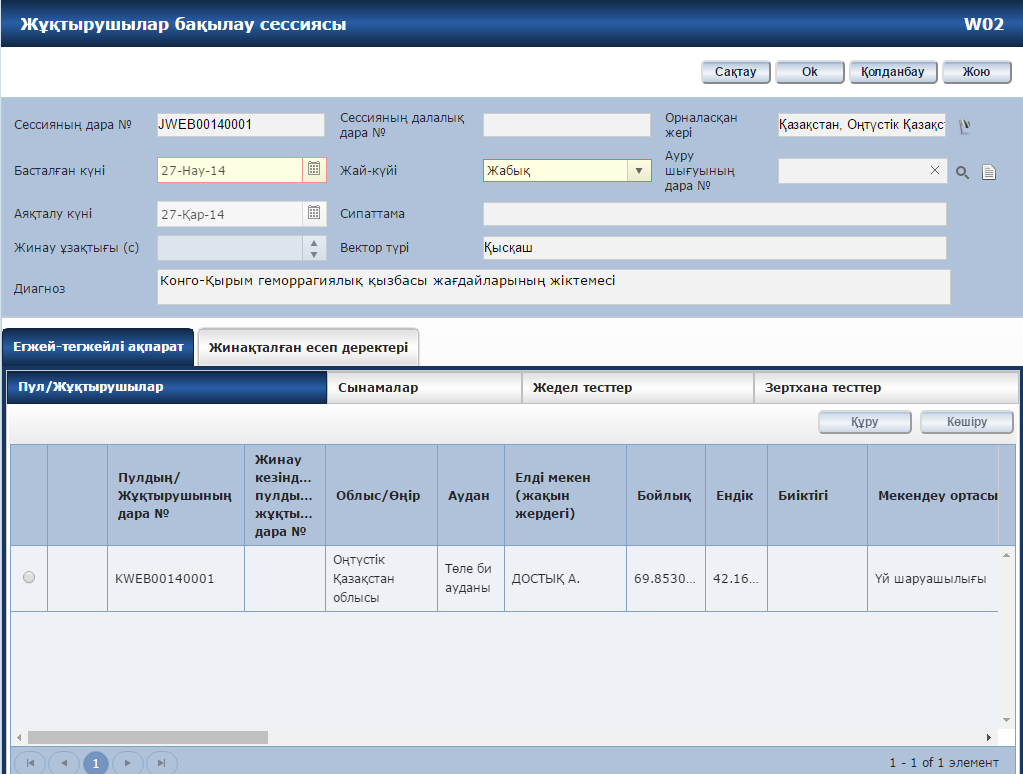 Жұқтырушылар бақылау сессиясы
W02
Сақтау
Ok
Қолданбау
Жою
Сессияның дара №
JWEB00140001
Сессияның далалық
дара №
Орналасқан
жері
Қазақстан, Оңтүстік Қазақст
Басталған күні
27-Нау-14
Жай-күйі
Жабық
Ауру
шығуының
дара №
Аяқталу күні
27-Қар-14
Сипаттама
Жинау ұзақтығы (с)
Вектор түрі
Қысқаш
Диагноз
Конго-Қырым геморрагиялық қызбасы жағдайларының жіктемесі
Егжей-тегжейлі ақпарат
Жинақталған есеп деректері
Пул/Жұқтырушылар
Сынамалар
Жедел тесттер
Зертхана тесттер
Құру
Көшіру
Пулдың/
Жұқтырушының
дара №
Жинау
кезінд...
пулды...
жұқты...
дара №
Облыс/Өңір
Аудан
Елді мекен
(жақын
жердегі)
Бойлық
Ендік
Биіктігі
Мекендеу ортасы
KWEB00140001
Оңтүстік
Қазақстан
облысы
Төле би
ауданы
ДОСТЫҚ А.
69.8530...
42.16...
Үй шаруашылығы
1
1 - 1 of 1 элемент